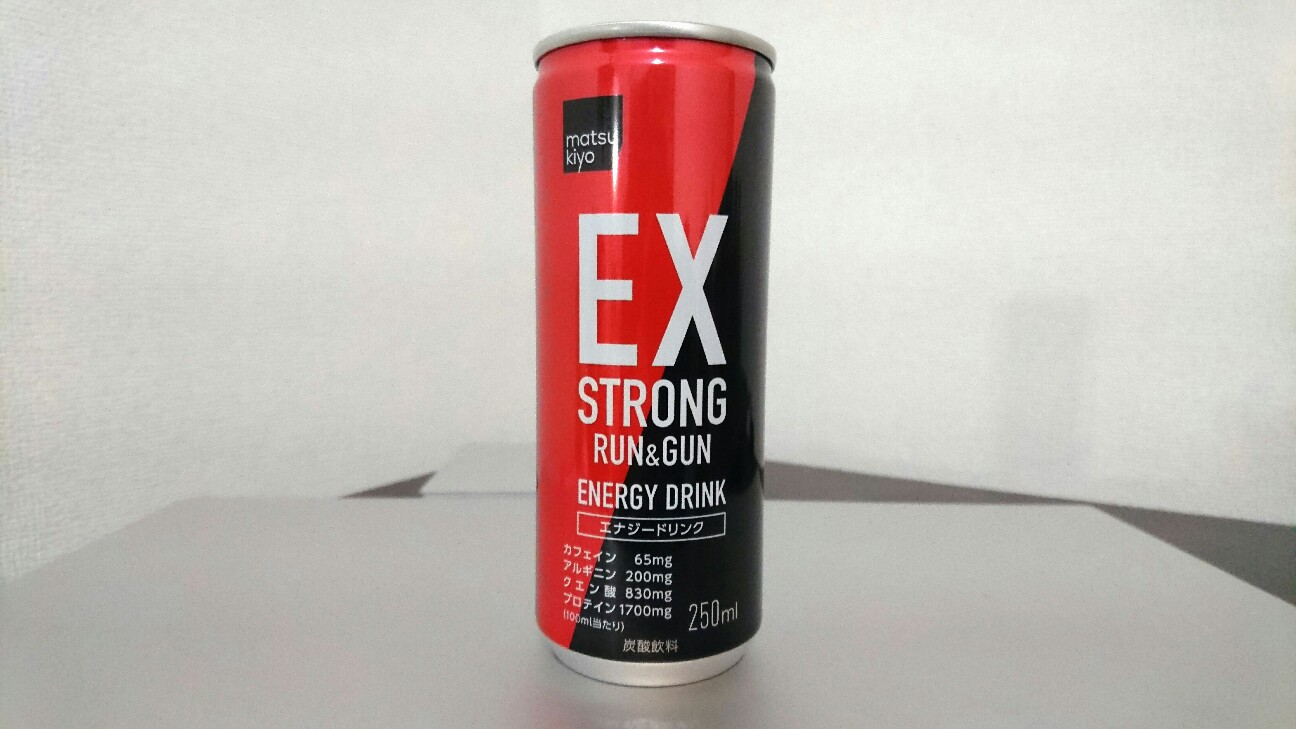 matsu
kiyo
EX
STRONG
RUN&GUN
ENERGY DRINK
エナジードリンク
カフェイン 65mg
アルギニン 200mg
クエン酸 830mg
プロテイン 1700mg
(100ml当たり)
250ml
炭酸飲料